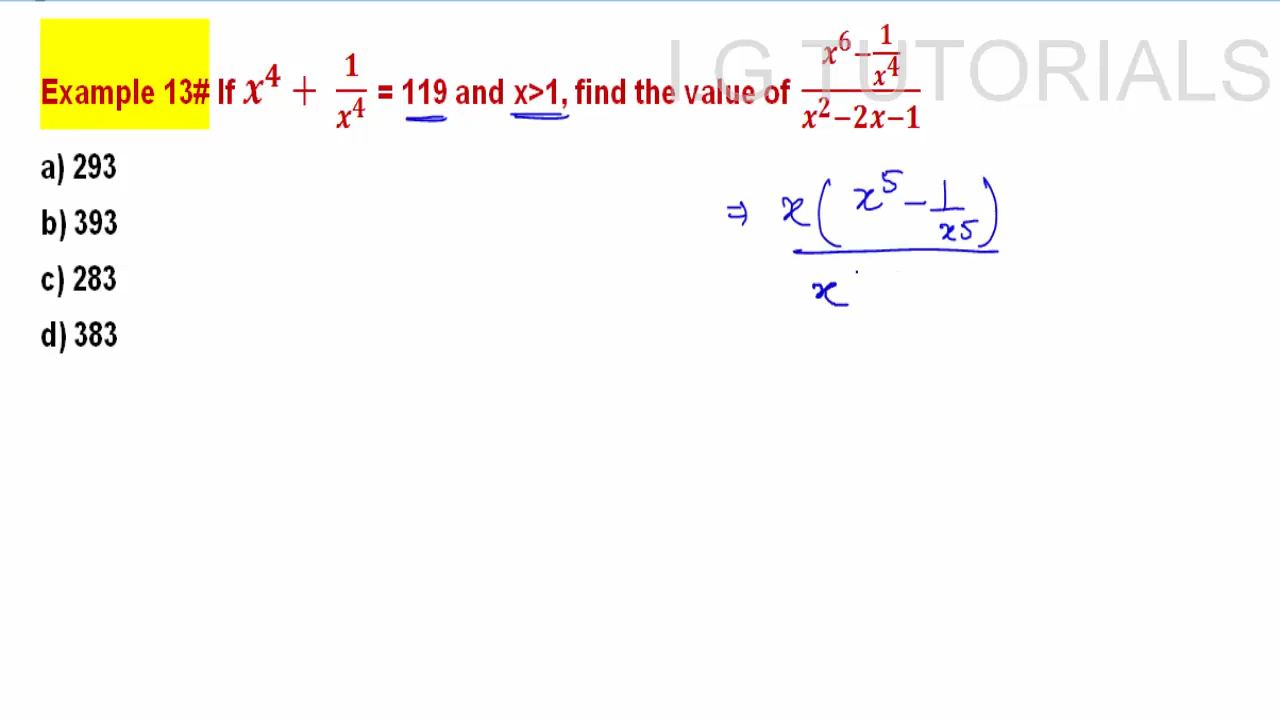 I G TUTORIALS
Example 13# If x⁴ + 1/x⁴ = 119 and x>1, find the value of (x⁶ − 1/x⁴)/(x² − 2x − 1)
a) 293
⇒ x(x⁵ − 1/x⁵)/x
b) 393
c) 283
d) 383